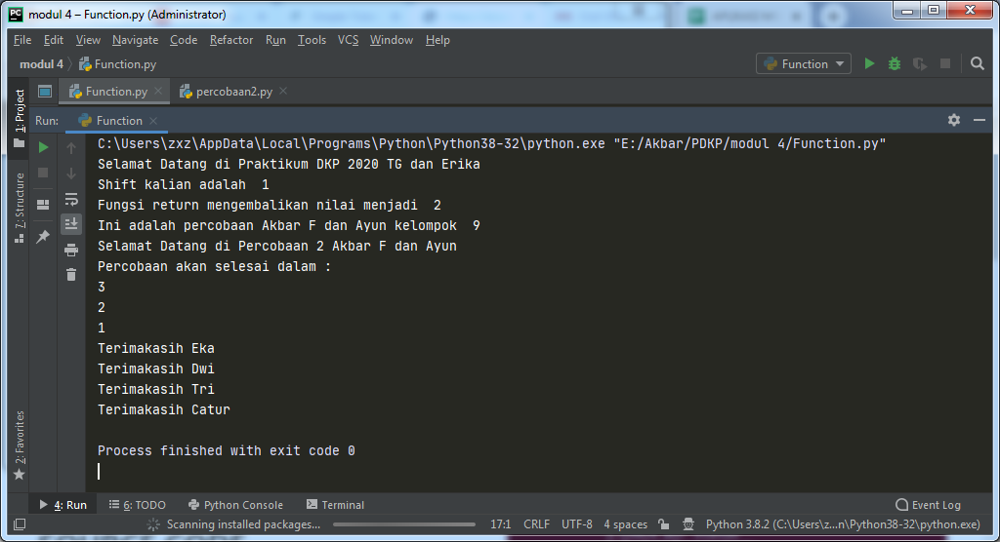 modul 4 – Function.py (Administrator)
File Edit View Navigate Code Refactor Run Tools VCS Window Help
modul 4 Function.py Function
1: Project
Function.py percobaan2.py
Run: Function
C:\Users\zxz\AppData\Local\Programs\Python\Python38-32\python.exe "E:/Akbar/PDKP/modul 4/Function.py"
Selamat Datang di Praktikum DKP 2020 TG dan Erika
Shift kalian adalah  1
Fungsi return mengembalikan nilai menjadi  2
Ini adalah percobaan Akbar F dan Ayun kelompok  9
Selamat Datang di Percobaan 2 Akbar F dan Ayun
Percobaan akan selesai dalam :
3
2
1
Terimakasih Eka
Terimakasih Dwi
Terimakasih Tri
Terimakasih Catur
Process finished with exit code 0
7: Structure
2: Favorites
4: Run 6: TODO Python Console Terminal Event Log
Scanning installed packages... 17:1 CRLF UTF-8 4 spaces Python 3.8.2 (C:\Users\z...n\Python38-32\python.exe)